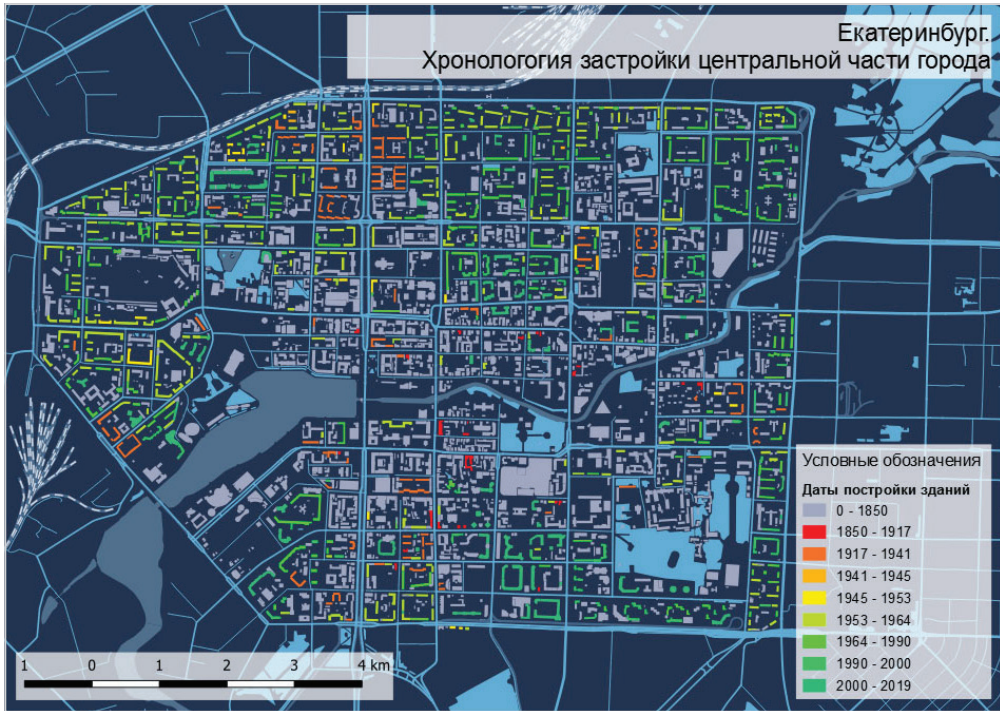 Екатеринбург.
Хронологогия застройки центральной части города
Условные обозначения
Даты постройки зданий
0 - 1850
1850 - 1917
1917 - 1941
1941 - 1945
1945 - 1953
1953 - 1964
1964 - 1990
1990 - 2000
2000 - 2019
1 0 1 2 3 4 km